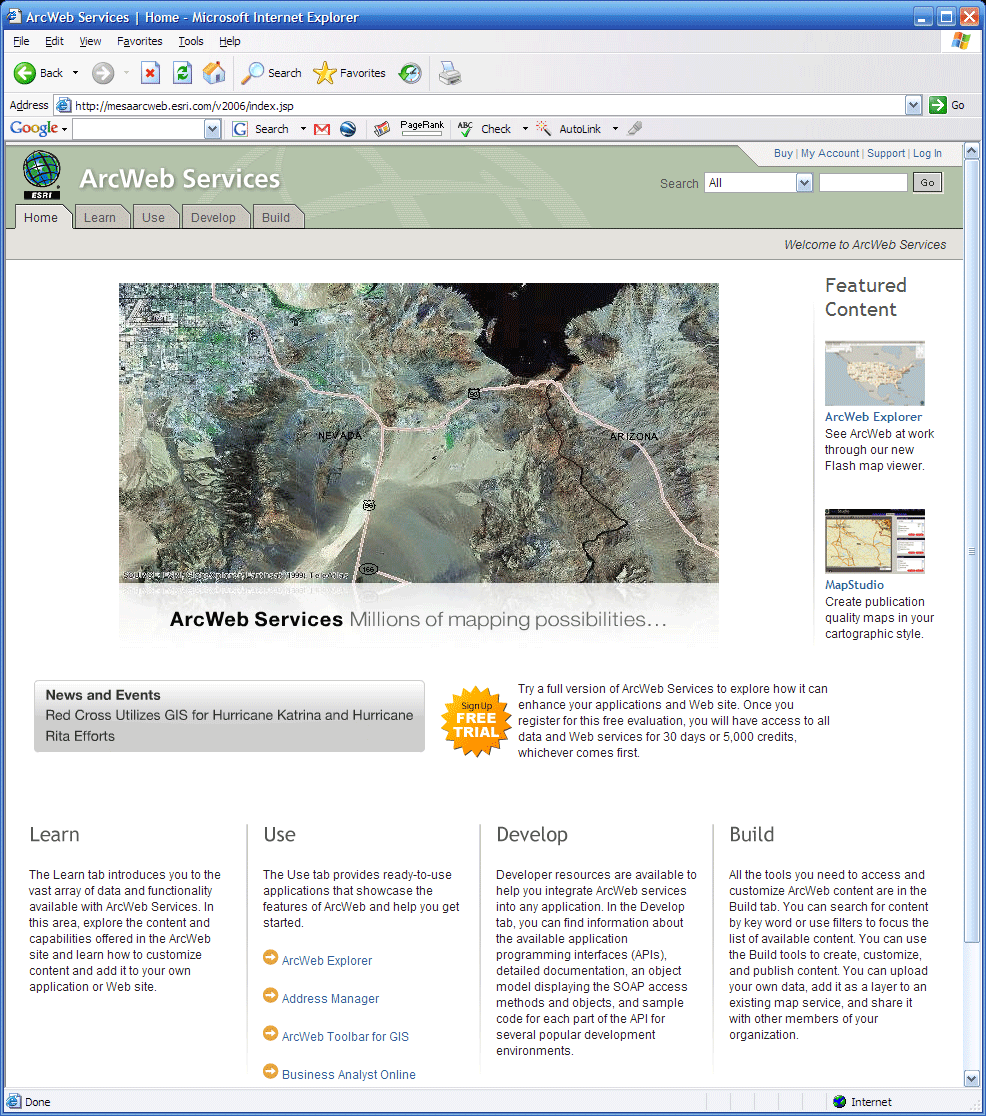 ArcWeb Services | Home - Microsoft Internet Explorer
File Edit View Favorites Tools Help
Back Search Favorites
Address http://mesaarcweb.esri.com/v2006/index.jsp Go
Google Search PageRank ABC Check AutoLink
Buy | My Account | Support | Log In
ESRI
ArcWeb Services
Search All Go
Home Learn Use Develop Build
Welcome to ArcWeb Services
Featured
Content
NEVADA ARIZONA
166
ArcWeb Services Millions of mapping possibilities...
ArcWeb Explorer
See ArcWeb at work
through our new
Flash map viewer.
MapStudio
Create publication
quality maps in your
cartographic style.
News and Events
Red Cross Utilizes GIS for Hurricane Katrina and Hurricane
Rita Efforts
Sign Up
FREE
TRIAL
Try a full version of ArcWeb Services to explore how it can
enhance your applications and Web site. Once you
register for this free evaluation, you will have access to all
data and Web services for 30 days or 5,000 credits,
whichever comes first.
Learn
The Learn tab introduces you to the
vast array of data and functionality
available with ArcWeb Services. In
this area, explore the content and
capabilities offered in the ArcWeb
site and learn how to customize
content and add it to your own
application or Web site.
Use
The Use tab provides ready-to-use
applications that showcase the
features of ArcWeb and help you get
started.
ArcWeb Explorer
Address Manager
ArcWeb Toolbar for GIS
Business Analyst Online
Develop
Developer resources are available to
help you integrate ArcWeb services
into any application. In the Develop
tab, you can find information about
the available application
programming interfaces (APIs),
detailed documentation, an object
model displaying the SOAP access
methods and objects, and sample
code for each part of the API for
several popular development
environments.
Build
All the tools you need to access and
customize ArcWeb content are in the
Build tab. You can search for content
by key word or use filters to focus the
list of available content. You can use
the Build tools to create, customize,
and publish content. You can upload
your own data, add it as a layer to an
existing map service, and share it
with other members of your
organization.
Done Internet